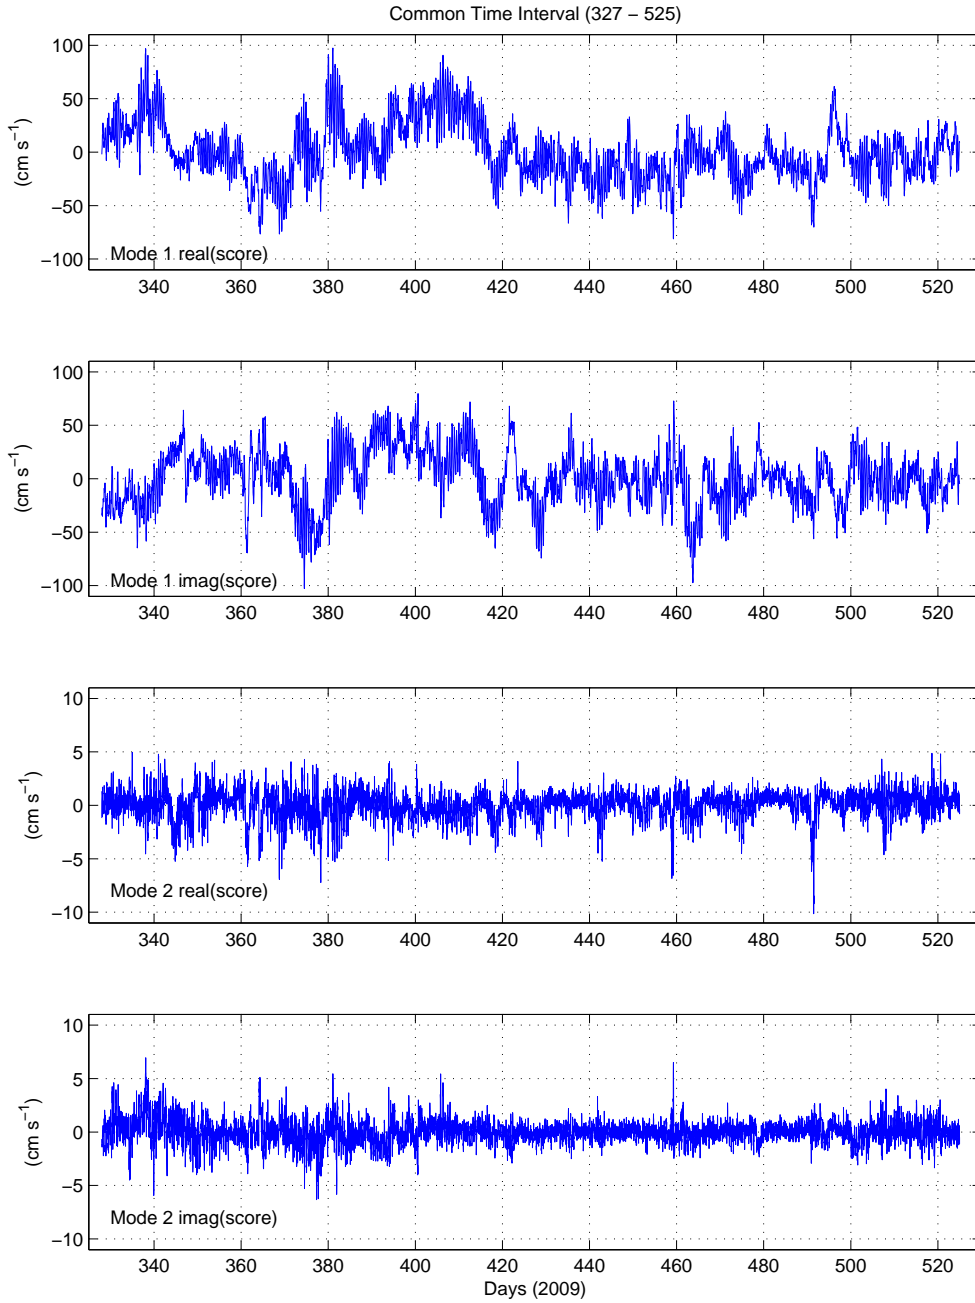 Common Time Interval (327 − 525)
100
50
0
−50
−100
(cm s⁻¹)
Mode 1 real(score)
340 360 380 400 420 440 460 480 500 520
100
50
0
−50
−100
(cm s⁻¹)
Mode 1 imag(score)
340 360 380 400 420 440 460 480 500 520
10
5
0
−5
−10
(cm s⁻¹)
Mode 2 real(score)
340 360 380 400 420 440 460 480 500 520
10
5
0
−5
−10
(cm s⁻¹)
Mode 2 imag(score)
340 360 380 400 420 440 460 480 500 520
Days (2009)